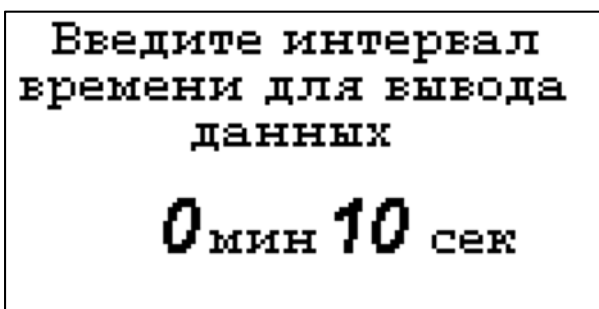 Введите интервал
времени для вывода
данных
0 мин 10 сек